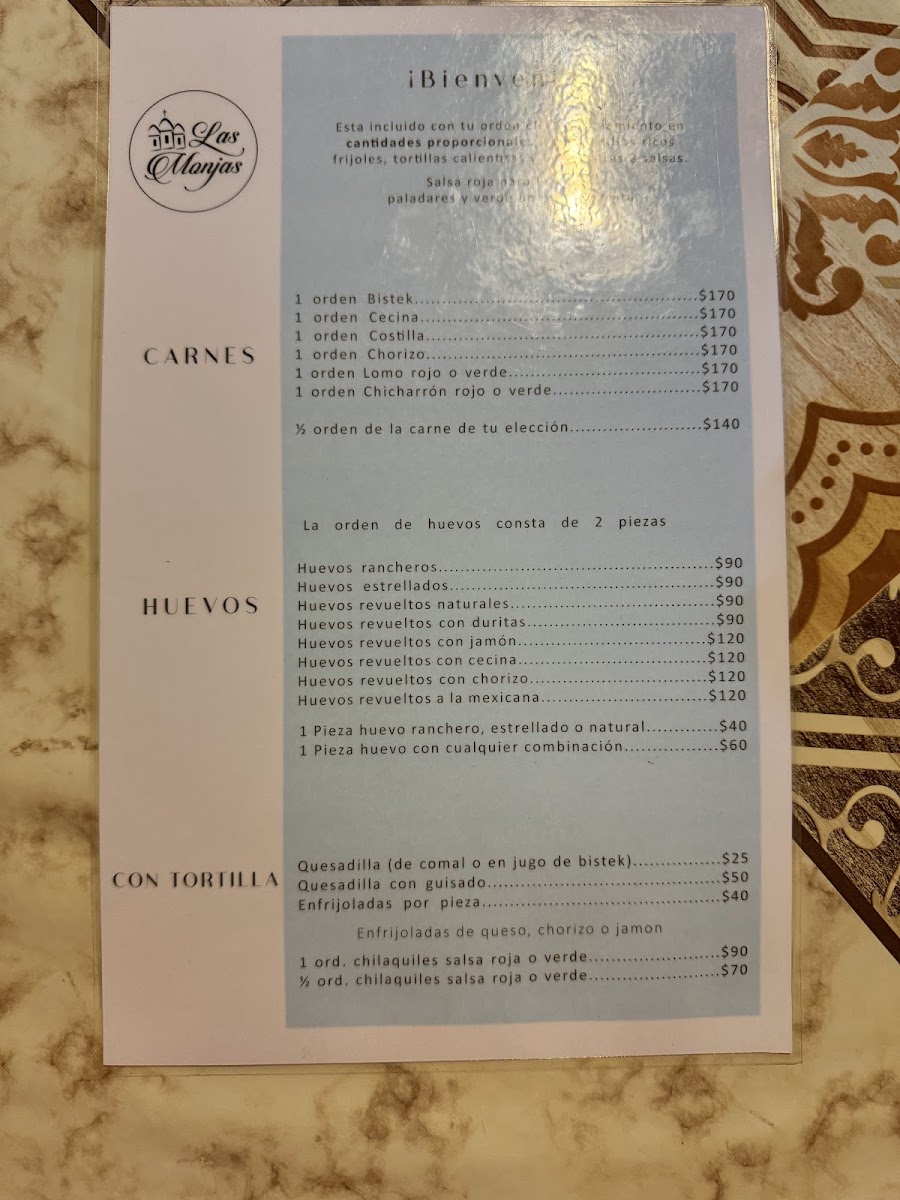 Las
Monjas
¡Bienven
Esta incluido con tu orden en
cantidades proporcionale ricos
frijoles, tortillas calientitas y 2 salsas.
Salsa roja para
paladares y verde
CARNES
1 orden Bistek.....................................................$170
1 orden Cecina....................................................$170
1 orden Costilla...................................................$170
1 orden Chorizo...................................................$170
1 orden Lomo rojo o verde....................................$170
1 orden Chicharrón rojo o verde............................$170
½ orden de la carne de tu elección.........................$140
HUEVOS
La orden de huevos consta de 2 piezas
Huevos rancheros....................................................$90
Huevos estrellados..................................................$90
Huevos revueltos naturales.......................................$90
Huevos revueltos con duritas....................................$90
Huevos revueltos con jamón...................................$120
Huevos revueltos con cecina...................................$120
Huevos revueltos con chorizo.................................$120
Huevos revueltos a la mexicana...............................$120
1 Pieza huevo ranchero, estrellado o natural.............$40
1 Pieza huevo con cualquier combinación.................$60
CON TORTILLA
Quesadilla (de comal o en jugo de bistek)................$25
Quesadilla con guisado............................................$50
Enfrijoladas por pieza.............................................$40
Enfrijoladas de queso, chorizo o jamon
1 ord. chilaquiles salsa roja o verde.........................$90
½ ord. chilaquiles salsa roja o verde.........................$70